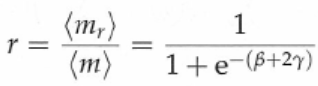 r = ⟨m_r⟩ / ⟨m⟩ = 1 / (1 + e^{-(β+2γ)})